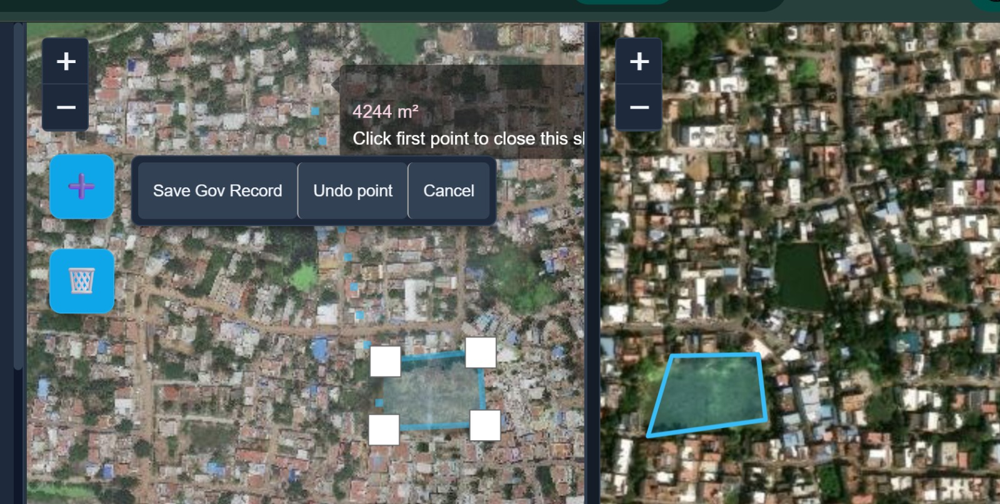 +
−
4244 m²
Click first point to close this
Save Gov Record
Undo point
Cancel
+
−